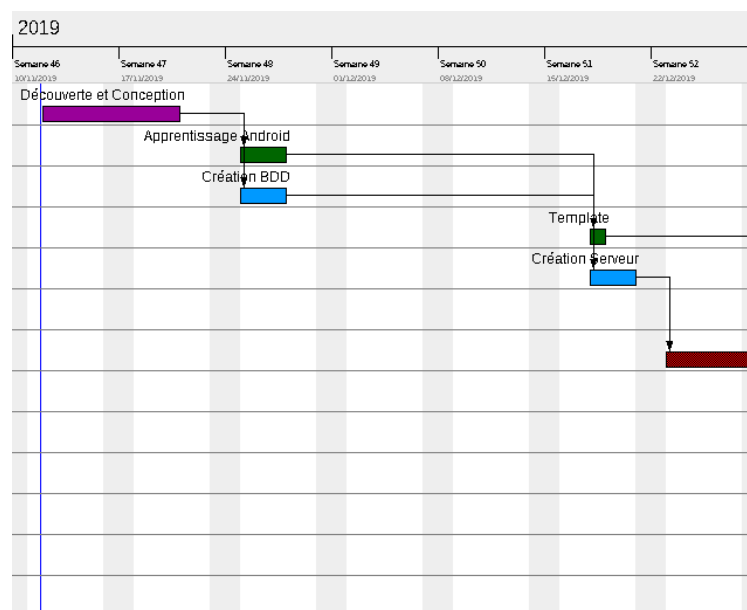 2019
Semaine 46 Semaine 47 Semaine 48 Semaine 49 Semaine 50 Semaine 51 Semaine 52
10/11/2019 17/11/2019 24/11/2019 01/12/2019 08/12/2019 15/12/2019 22/12/2019
Découverte et Conception
Apprentissage Android
Création BDD
Template
Création Serveur